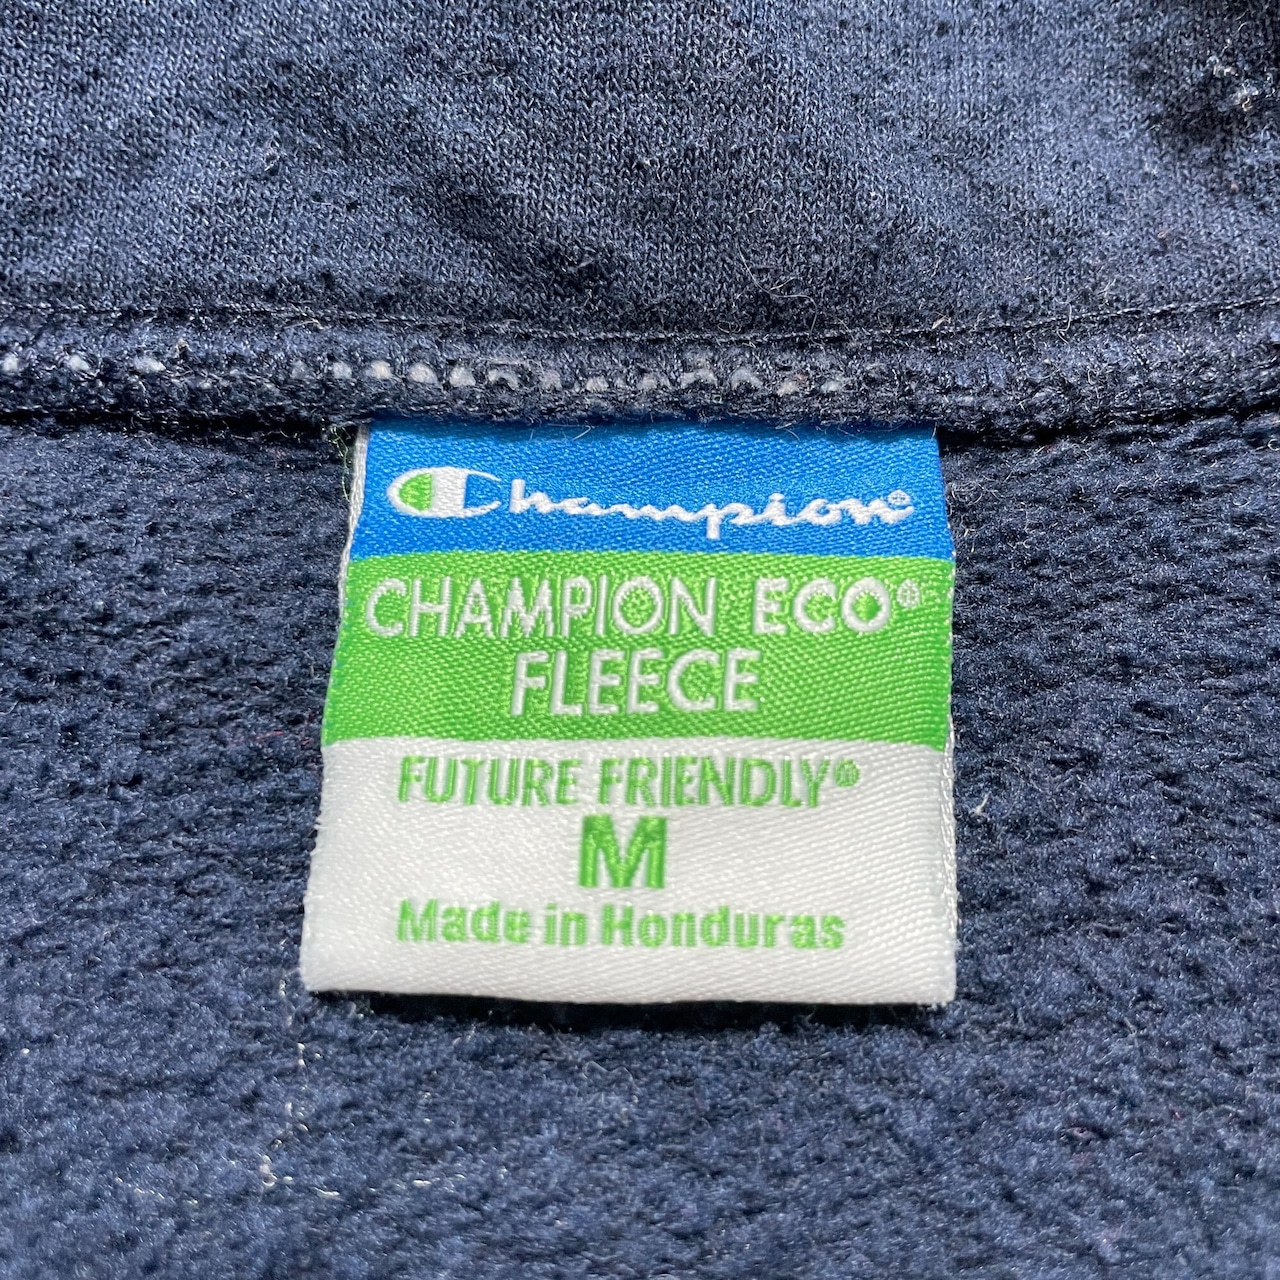 Champion®
CHAMPION ECO®
FLEECE
FUTURE FRIENDLY®
M
Made in Honduras